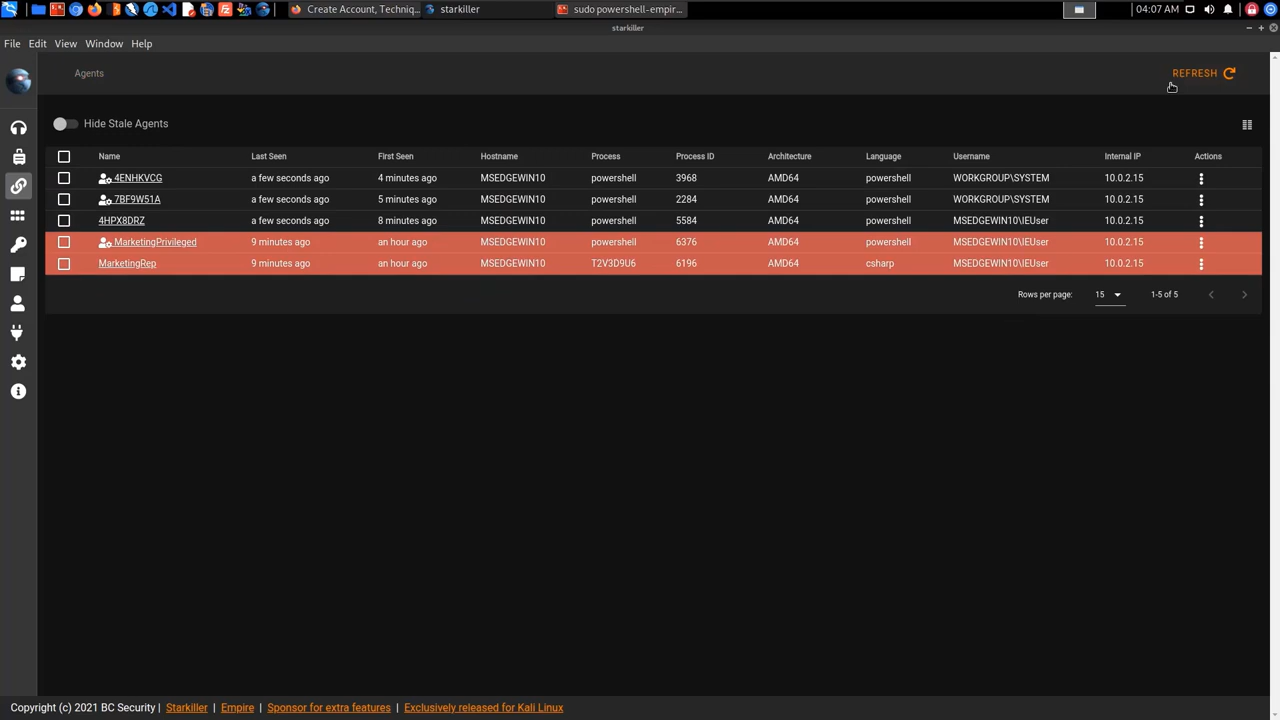 Create Account, Techniq...
starkiller
sudo powershell-empir...
04:07 AM
starkiller
File Edit View Window Help
Agents
REFRESH
Hide Stale Agents
Name Last Seen First Seen Hostname Process Process ID Architecture Language Username Internal IP Actions
4ENHKVCG a few seconds ago 4 minutes ago MSEDGEWIN10 powershell 3968 AMD64 powershell WORKGROUP\SYSTEM 10.0.2.15
7BF9W51A a few seconds ago 5 minutes ago MSEDGEWIN10 powershell 2284 AMD64 powershell WORKGROUP\SYSTEM 10.0.2.15
4HPX8DRZ a few seconds ago 8 minutes ago MSEDGEWIN10 powershell 5584 AMD64 powershell MSEDGEWIN10\IEUser 10.0.2.15
MarketingPrivileged 9 minutes ago an hour ago MSEDGEWIN10 powershell 6376 AMD64 powershell MSEDGEWIN10\IEUser 10.0.2.15
MarketingRep 9 minutes ago an hour ago MSEDGEWIN10 T2V3D9U6 6196 AMD64 csharp MSEDGEWIN10\IEUser 10.0.2.15
Rows per page: 15 1-5 of 5
Copyright (c) 2021 BC Security | Starkiller | Empire | Sponsor for extra features | Exclusively released for Kali Linux